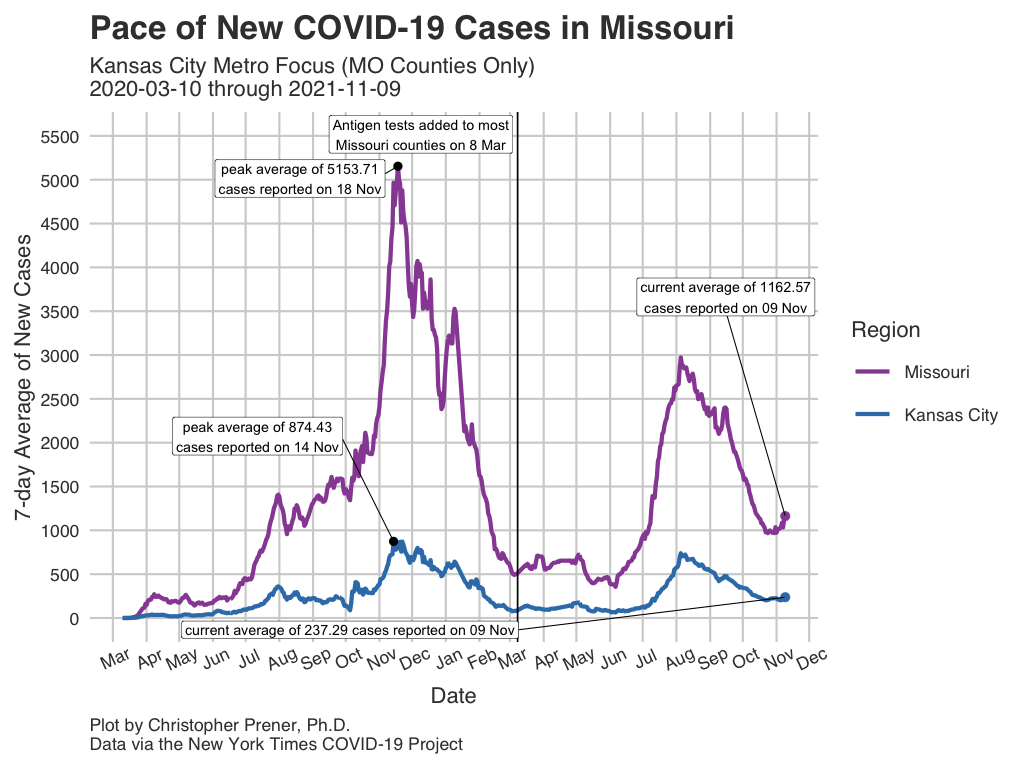 Pace of New COVID-19 Cases in Missouri
Kansas City Metro Focus (MO Counties Only)
2020-03-10 through 2021-11-09
Antigen tests added to most
Missouri counties on 8 Mar
peak average of 5153.71
cases reported on 18 Nov
current average of 1162.57
cases reported on 09 Nov
peak average of 874.43
cases reported on 14 Nov
current average of 237.29 cases reported on 09 Nov
7-day Average of New Cases
5500
5000
4500
4000
3500
3000
2500
2000
1500
1000
500
0
Mar Apr May Jun Jul Aug Sep Oct Nov Dec Jan Feb Mar Apr May Jun Jul Aug Sep Oct Nov Dec
Date
Region
Missouri
Kansas City
Plot by Christopher Prener, Ph.D.
Data via the New York Times COVID-19 Project